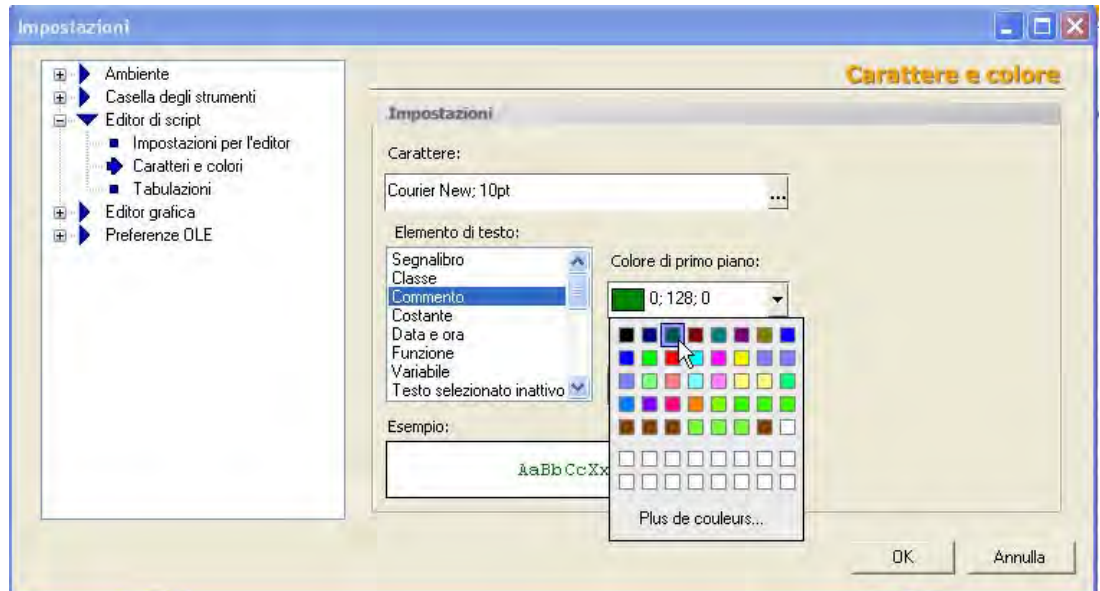 Impostazioni
Ambiente
Casella degli strumenti
Editor di script
Impostazioni per l'editor
Caratteri e colori
Tabulazioni
Editor grafica
Preferenze OLE
Carattere e colore
Impostazioni
Carattere:
Courier New; 10pt
...
Elemento di testo:
Segnalibro
Classe
Commento
Costante
Data e ora
Funzione
Variabile
Testo selezionato inattivo
Colore di primo piano:
0; 128; 0
Esempio:
AaBbCcXx
Plus de couleurs...
OK
Annulla